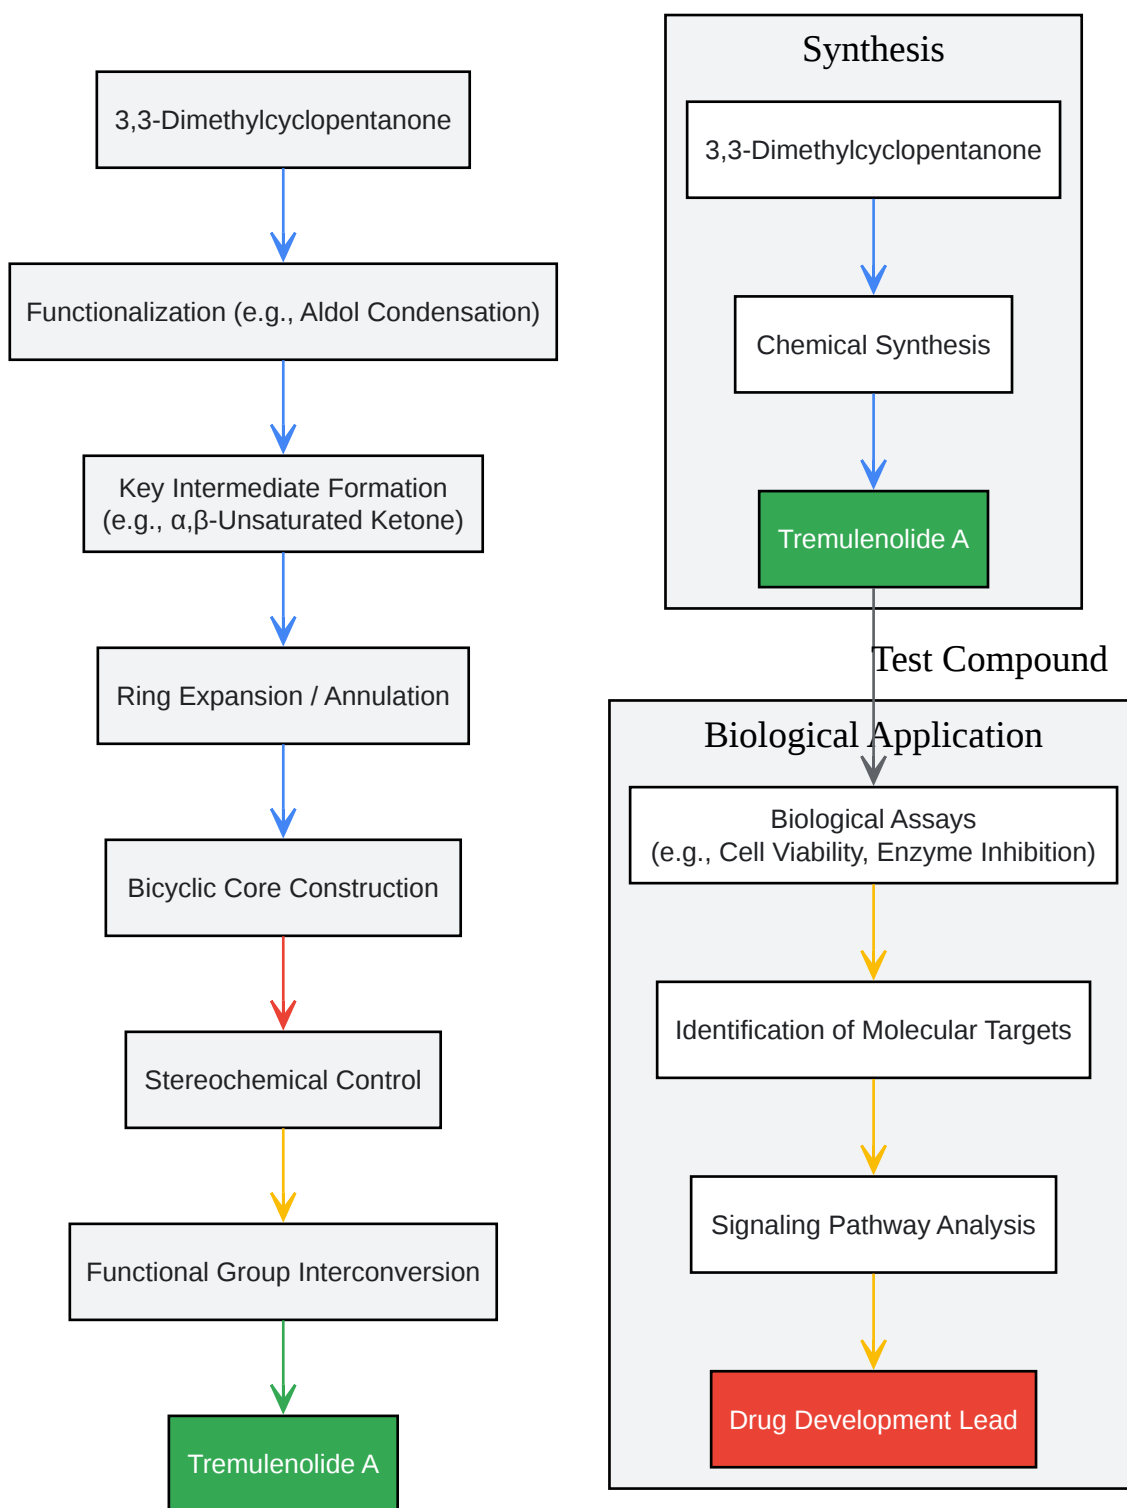 3,3-Dimethylcyclopentanone
Functionalization (e.g., Aldol Condensation)
Key Intermediate Formation
(e.g., α,β-Unsaturated Ketone)
Ring Expansion / Annulation
Bicyclic Core Construction
Stereochemical Control
Functional Group Interconversion
Tremulenolide A
Synthesis
3,3-Dimethylcyclopentanone
Chemical Synthesis
Tremulenolide A
Test Compound
Biological Application
Biological Assays
(e.g., Cell Viability, Enzyme Inhibition)
Identification of Molecular Targets
Signaling Pathway Analysis
Drug Development Lead